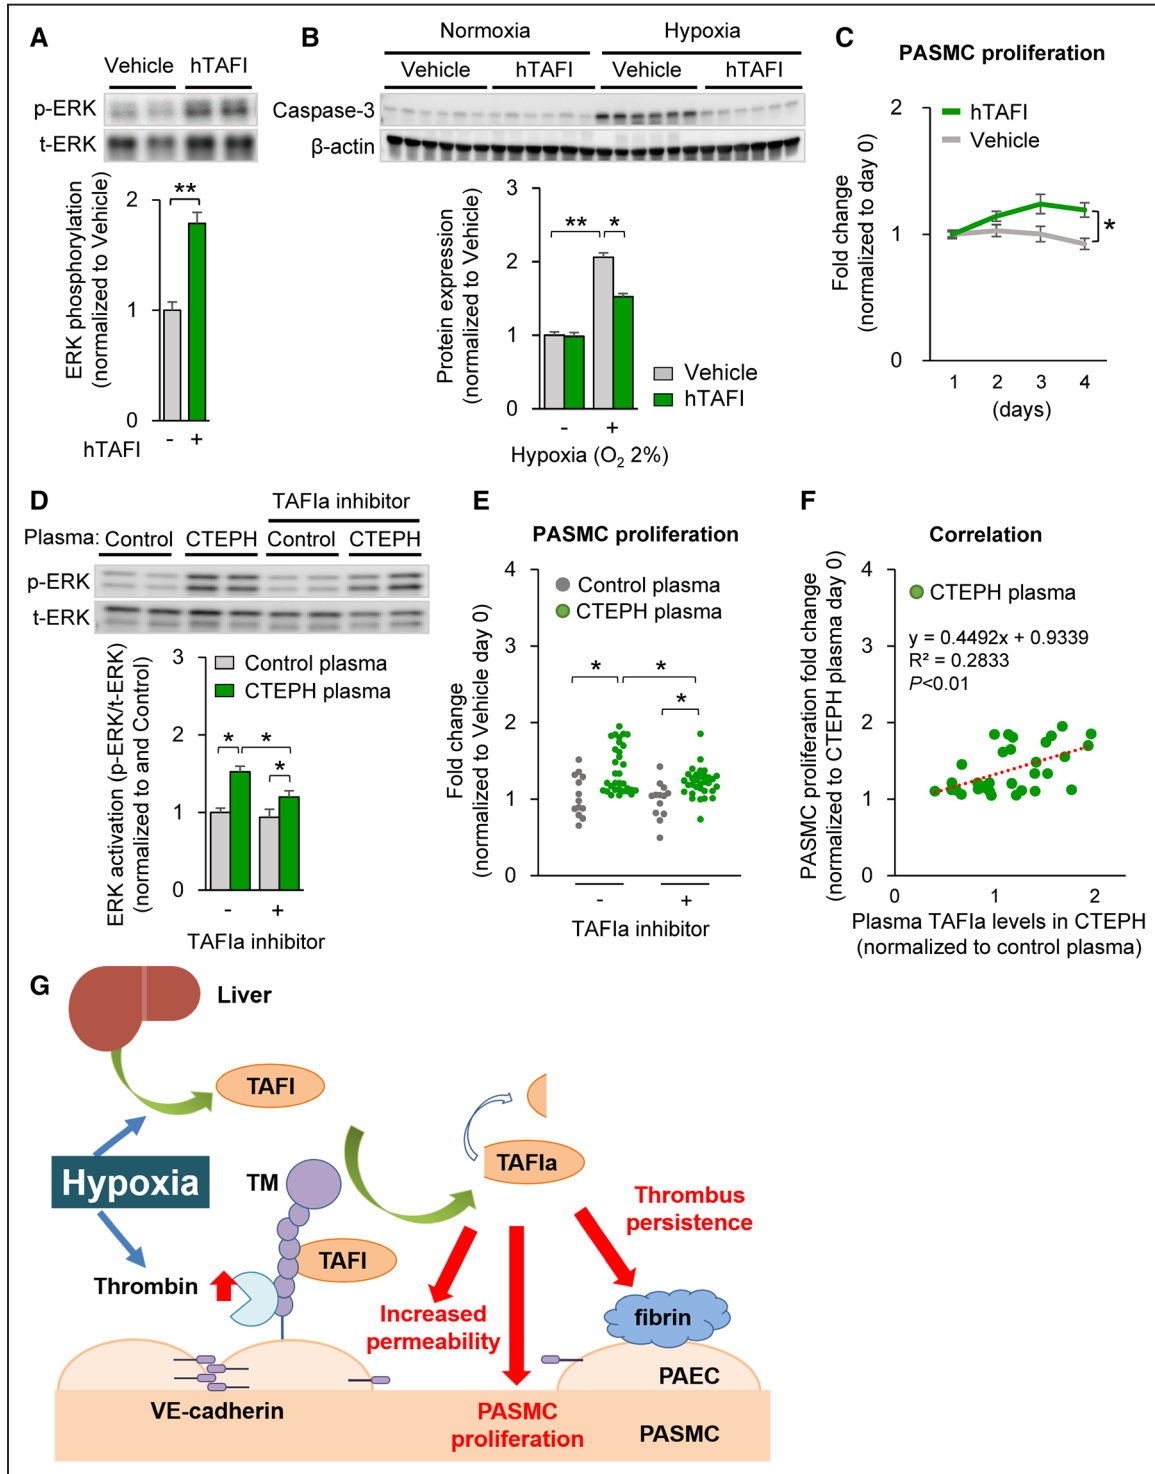 A
Vehicle hTAFI
p-ERK
t-ERK
ERK phosphorylation
(normalized to Vehicle)
2
1
0
**
hTAFI - +
B
Normoxia Hypoxia
Vehicle hTAFI Vehicle hTAFI
Caspase-3
β-actin
Protein expression
(normalized to Vehicle)
3
2
1
0
** *
Vehicle
hTAFI
- +
Hypoxia (O2 2%)
C
PASMC proliferation
Fold change
(normalized to day 0)
2
1
0
hTAFI
Vehicle
*
1 2 3 4
(days)
D
TAFIa inhibitor
Plasma: Control CTEPH Control CTEPH
p-ERK
t-ERK
ERK activation (p-ERK/t-ERK)
(normalized to and Control)
3
2
1
0
Control plasma
CTEPH plasma
* *
*
- +
TAFIa inhibitor
E
PASMC proliferation
Fold change
(normalized to Vehicle day 0)
4
3
2
1
0
Control plasma
CTEPH plasma
* *
*
- +
TAFIa inhibitor
F
Correlation
PASMC proliferation fold change
(normalized to CTEPH plasma day 0)
4
3
2
1
0
CTEPH plasma
y = 0.4492x + 0.9339
R² = 0.2833
P<0.01
0 1 2
Plasma TAFIa levels in CTEPH
(normalized to control plasma)
G
Liver
TAFI
Hypoxia
TM
TAFI
Thrombin
TAFIa
Thrombus
persistence
Increased
permeability
fibrin
PAEC
VE-cadherin
PASMC
proliferation
PASMC